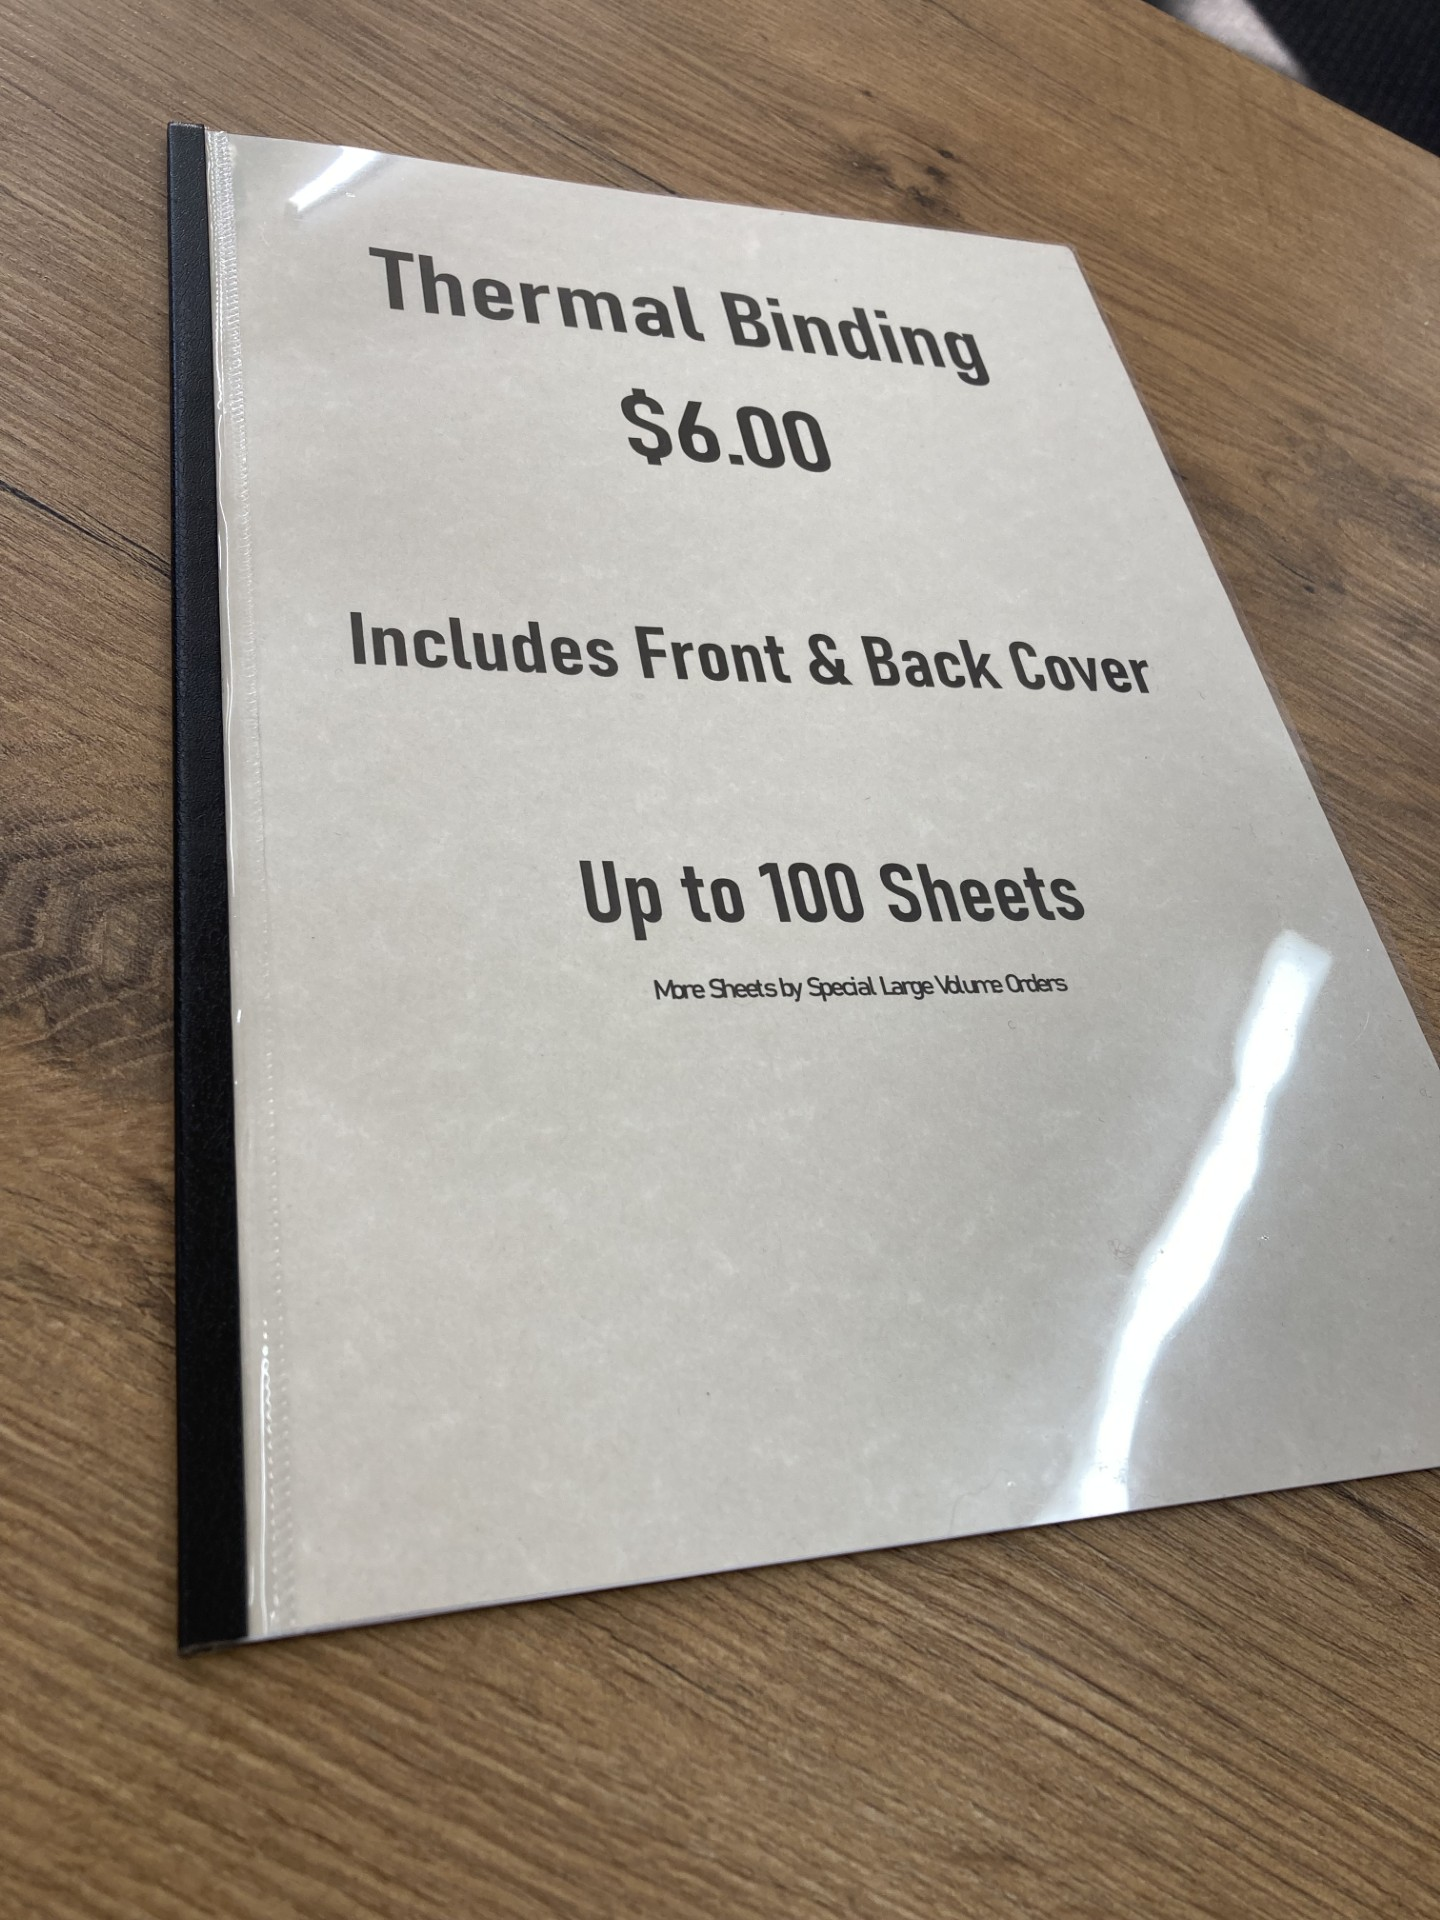 Thermal Binding
$6.00
Includes Front & Back Cover
Up to 100 Sheets
More Sheets by Special Large Volume Orders